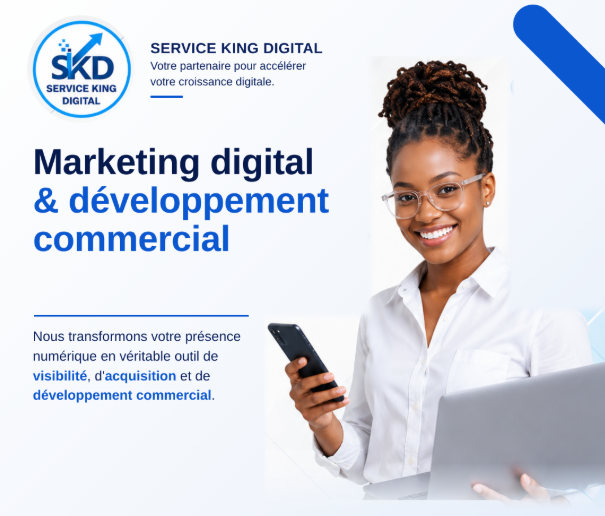 SKD
SERVICE KING
DIGITAL
SERVICE KING DIGITAL
Votre partenaire pour accélérer
votre croissance digitale.
Marketing digital
& développement
commercial
Nous transformons votre présence
numérique en véritable outil de
visibilité, d'acquisition et de
développement commercial.